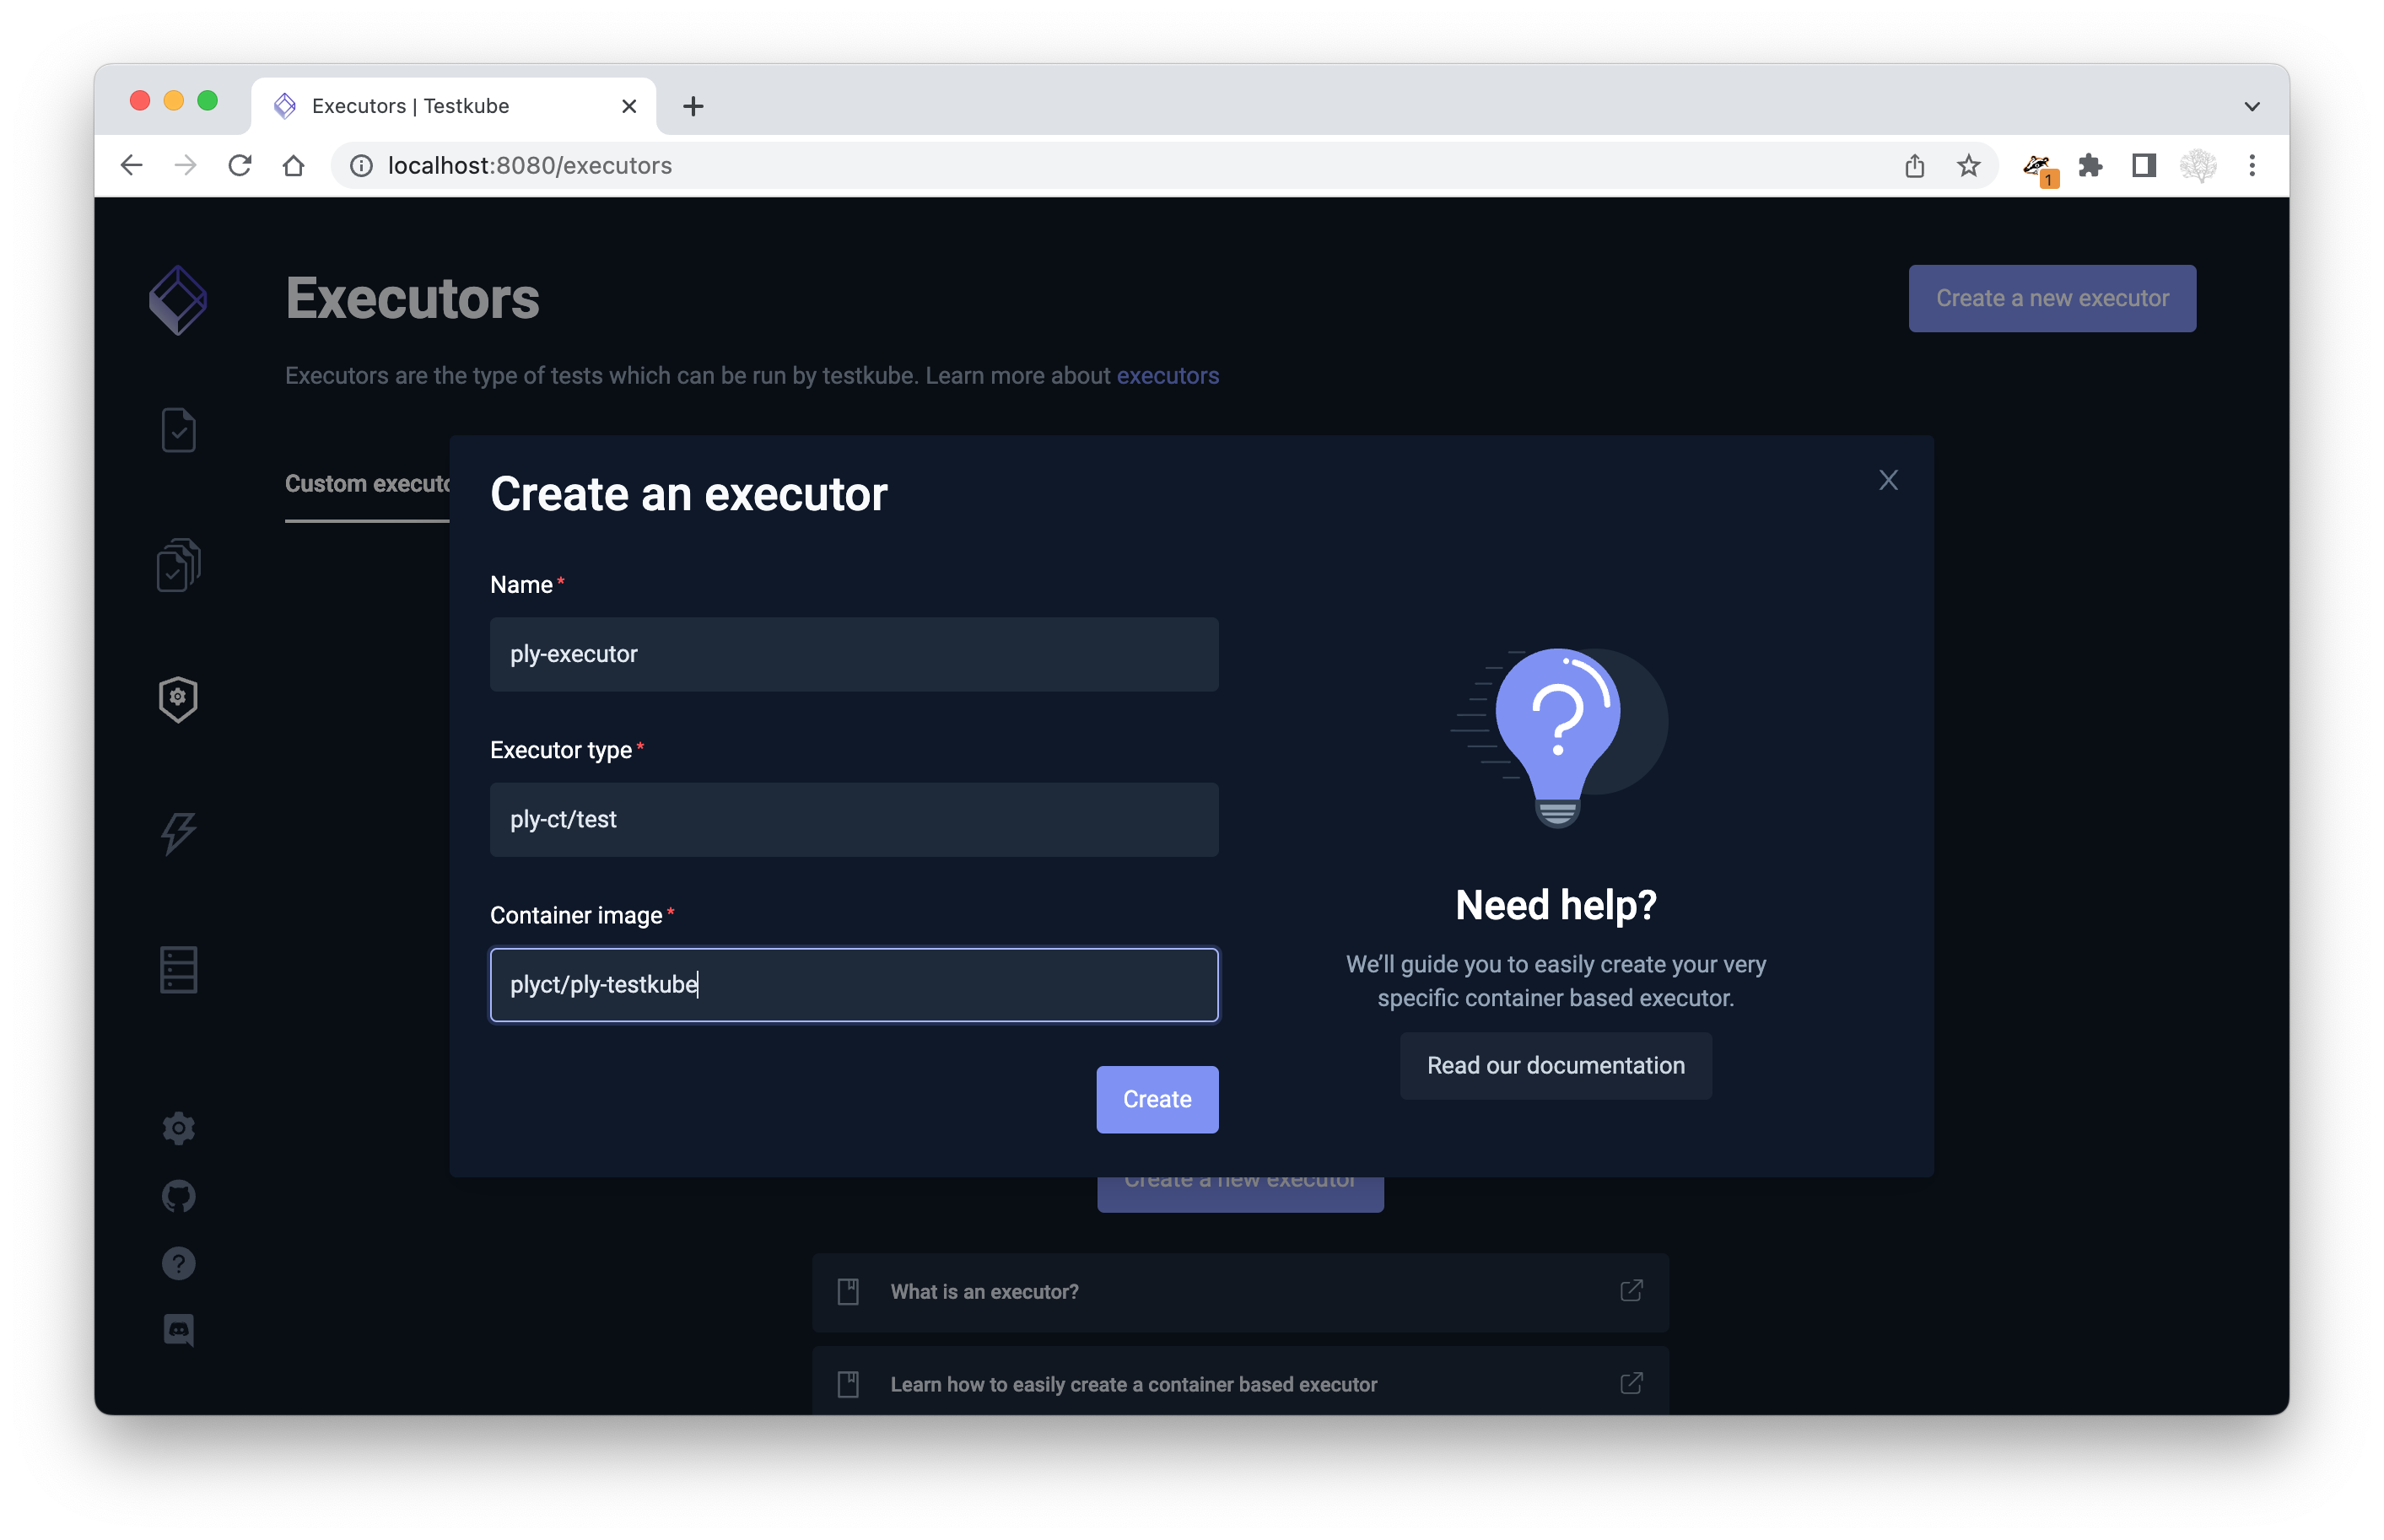 Executors | Testkube
localhost:8080/executors
1
Executors
Create a new executor
Executors are the type of tests which can be run by testkube. Learn more about executors
Custom executo
Create an executor
Name*
ply-executor
Executor type*
ply-ct/test
Container image*
plyct/ply-testkube
Create
Need help?
We’ll guide you to easily create your very
specific container based executor.
Read our documentation
Create a new executor
What is an executor?
Learn how to easily create a container based executor